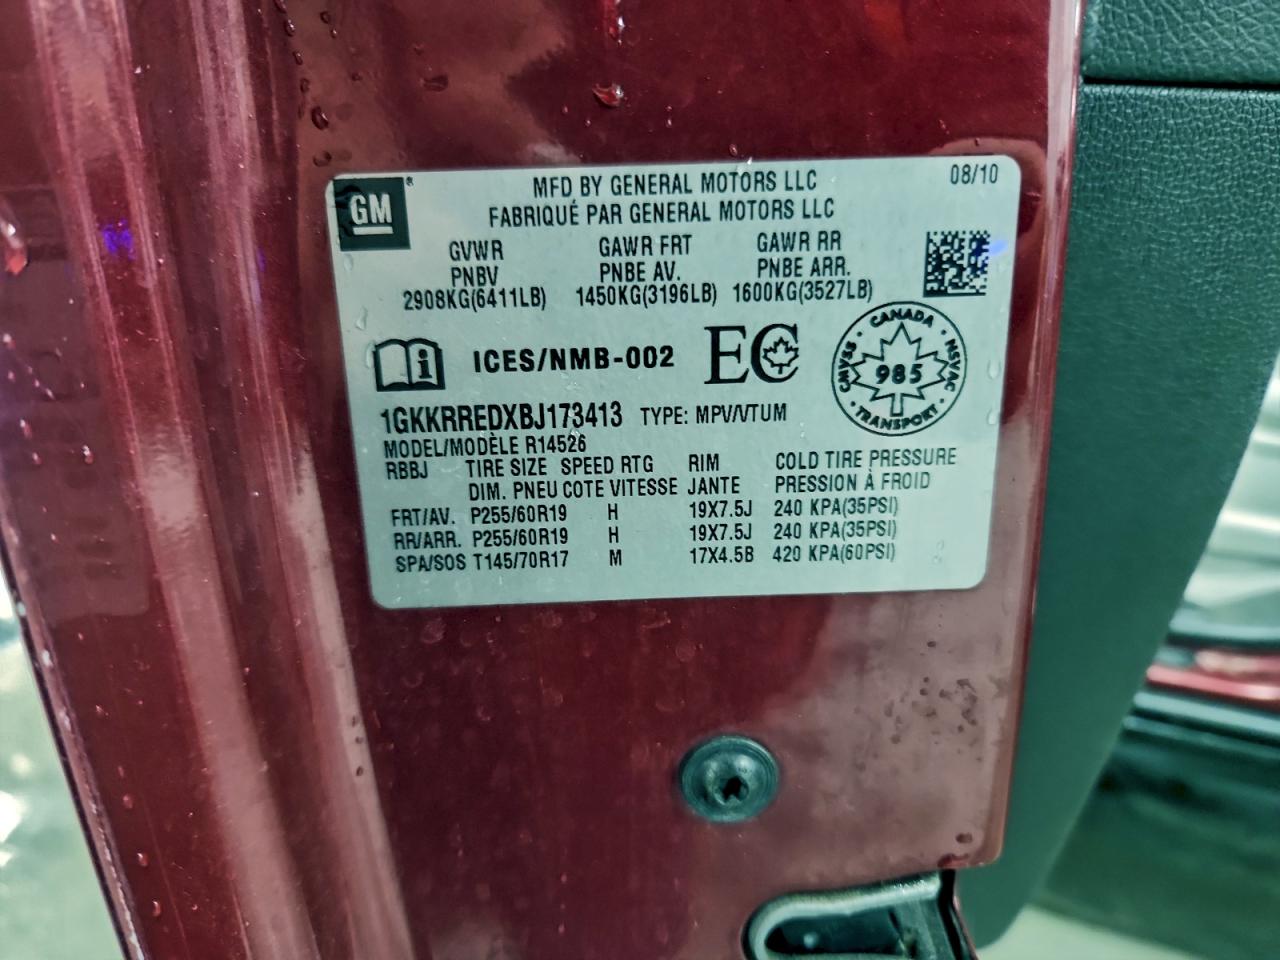 GM
MFD BY GENERAL MOTORS LLC 08/10
FABRIQUÉ PAR GENERAL MOTORS LLC
GVWR GAWR FRT GAWR RR
PNBV PNBE AV. PNBE ARR.
2908KG(6411LB) 1450KG(3196LB) 1600KG(3527LB)
ICES/NMB-002 EC
CANADA
CMVSS 985 NSVAC
TRANSPORT
1GKKRREDXBJ173413 TYPE: MPV/VTUM
MODEL/MODÈLE R14526
RBBJ TIRE SIZE SPEED RTG RIM COLD TIRE PRESSURE
DIM. PNEU COTE VITESSE JANTE PRESSION À FROID
FRT/AV. P255/60R19 H 19X7.5J 240 KPA(35PSI)
RR/ARR. P255/60R19 H 19X7.5J 240 KPA(35PSI)
SPA/SOS T145/70R17 M 17X4.5B 420 KPA(60PSI)